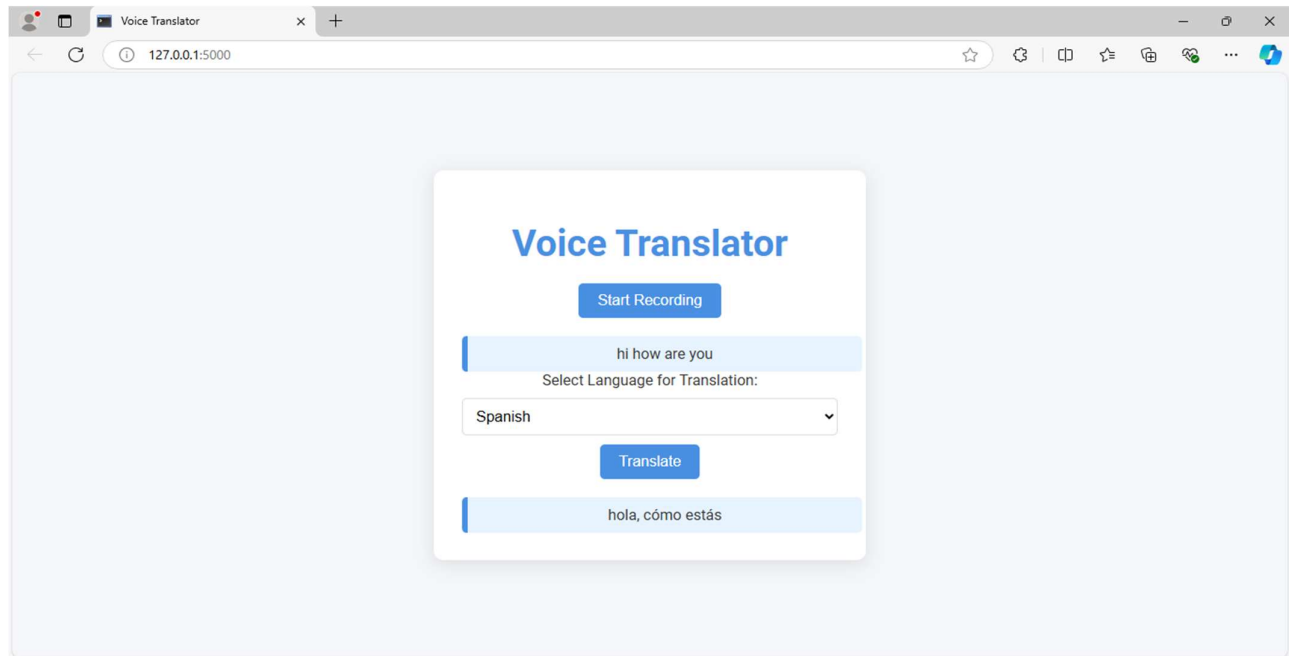 Voice Translator
127.0.0.1:5000
Voice Translator
Start Recording
hi how are you
Select Language for Translation:
Spanish
Translate
hola, cómo estás